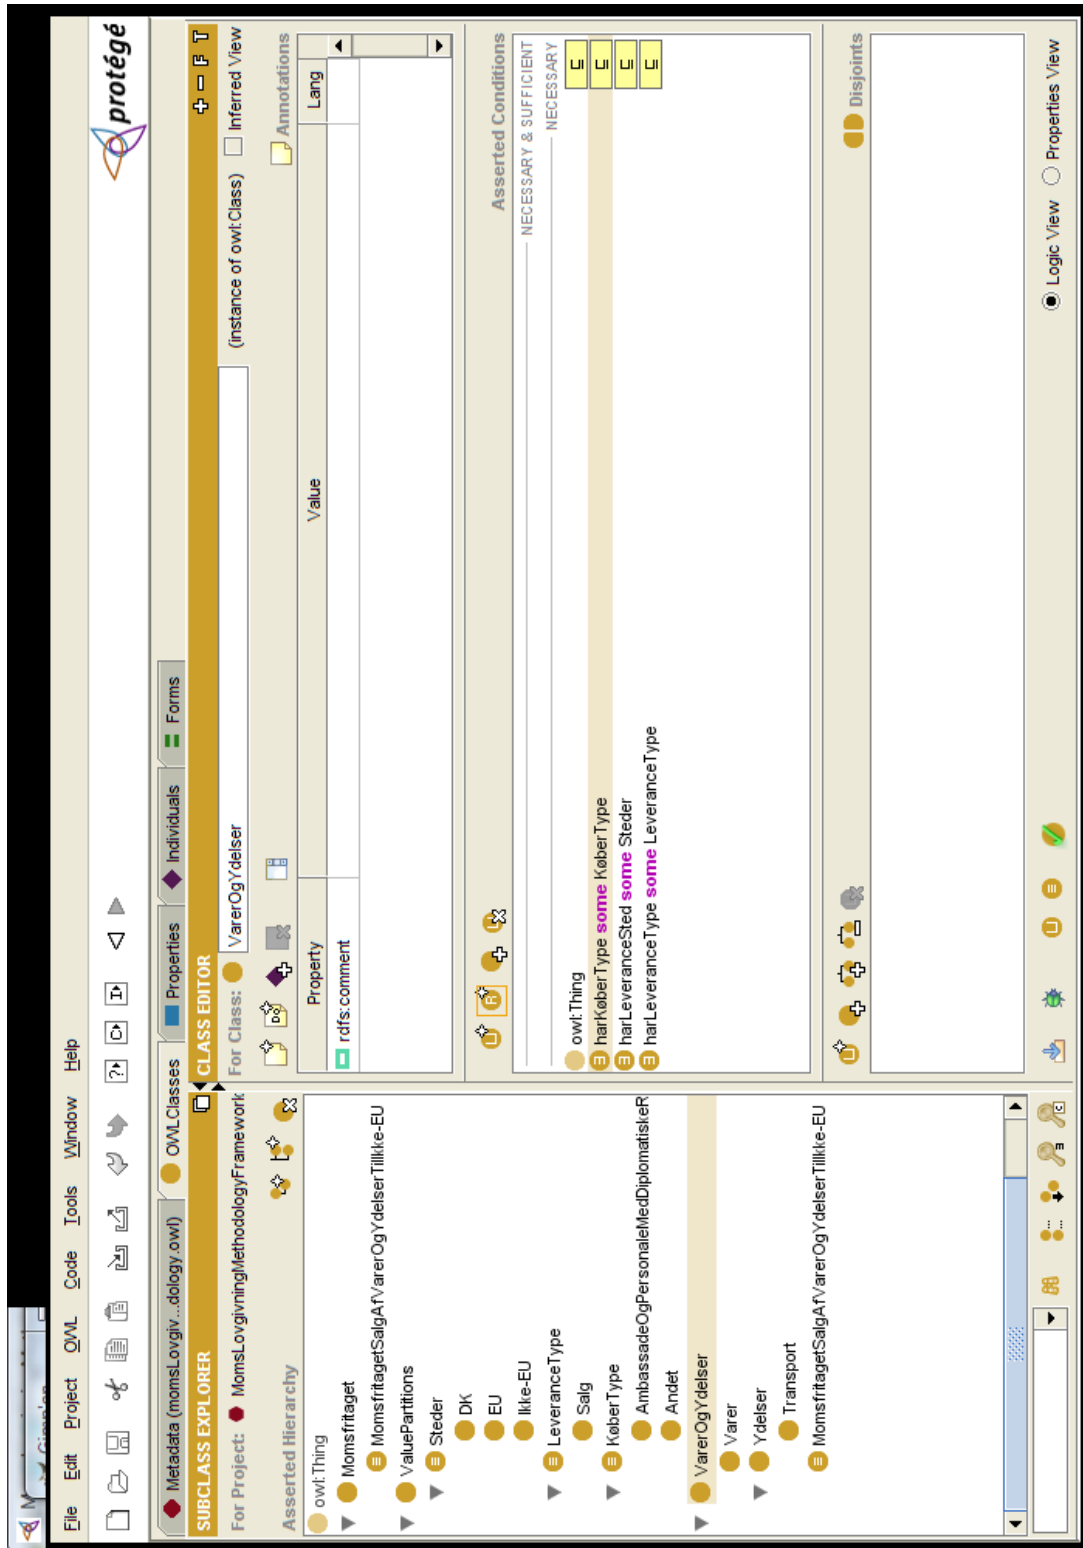 M
Gimp'en
File Edit Project OWL Code Tools Window Help
protégé
Metadata (momsLovgiv...dology.owl) OWLClasses Properties Individuals Forms
SUBCLASS EXPLORER
For Project: MomsLovgivningMethodologyFramework
Asserted Hierarchy
owl:Thing
Momsfritaget
MomsfritagetSalgAfVarerOgYdelserTilIkke-EU
ValuePartitions
Steder
DK
EU
Ikke-EU
LeveranceType
Salg
KøberType
AmbassadeOgPersonaleMedDiplomatiskeR
Andet
VarerOgYdelser
Varer
Ydelser
Transport
MomsfritagetSalgAfVarerOgYdelserTilIkke-EU
CLASS EDITOR
+ − F T
For Class: VarerOgYdelser (instance of owl:Class) Inferred View
Annotations
Property Value Lang
rdfs:comment
Asserted Conditions
NECESSARY & SUFFICIENT
NECESSARY
owl:Thing
harKøberType some KøberType
harLeveranceSted some Steder
harLeveranceType some LeveranceType
Disjoints
Logic View Properties View